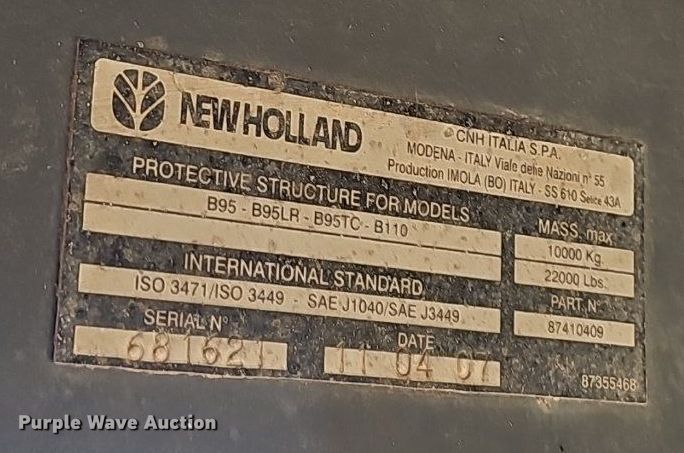 NEW HOLLAND
CNH ITALIA S.P.A.
MODENA - ITALY Viale delle Nazioni n° 55
Production IMOLA (BO) ITALY - SS 610 Selice 43A
PROTECTIVE STRUCTURE FOR MODELS
B95 - B95LR - B95TC - B110
MASS. max
10000 Kg.
22000 Lbs.
INTERNATIONAL STANDARD
ISO 3471/ISO 3449 - SAE J1040/SAE J3449
PART. N°
87410409
SERIAL N°
681621
DATE
11 04 07
87355468
Purple Wave Auction